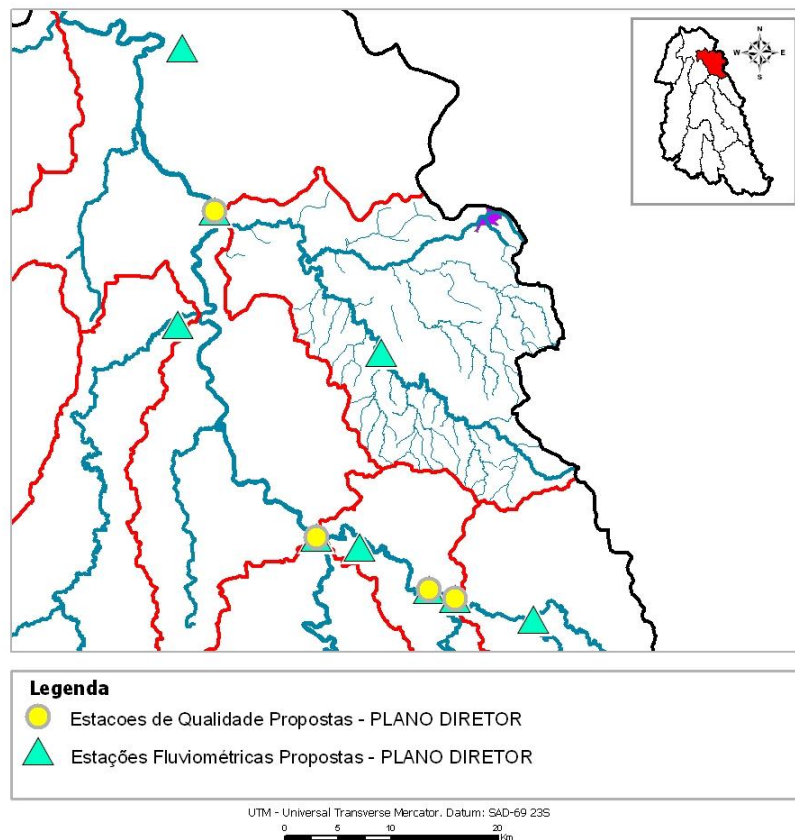 N
W E
S
Legenda
Estacoes de Qualidade Propostas - PLANO DIRETOR
Estações Fluviométricas Propostas - PLANO DIRETOR
UTM - Universal Transverse Mercator. Datum: SAD-69 23S
0 5 10 20
Km